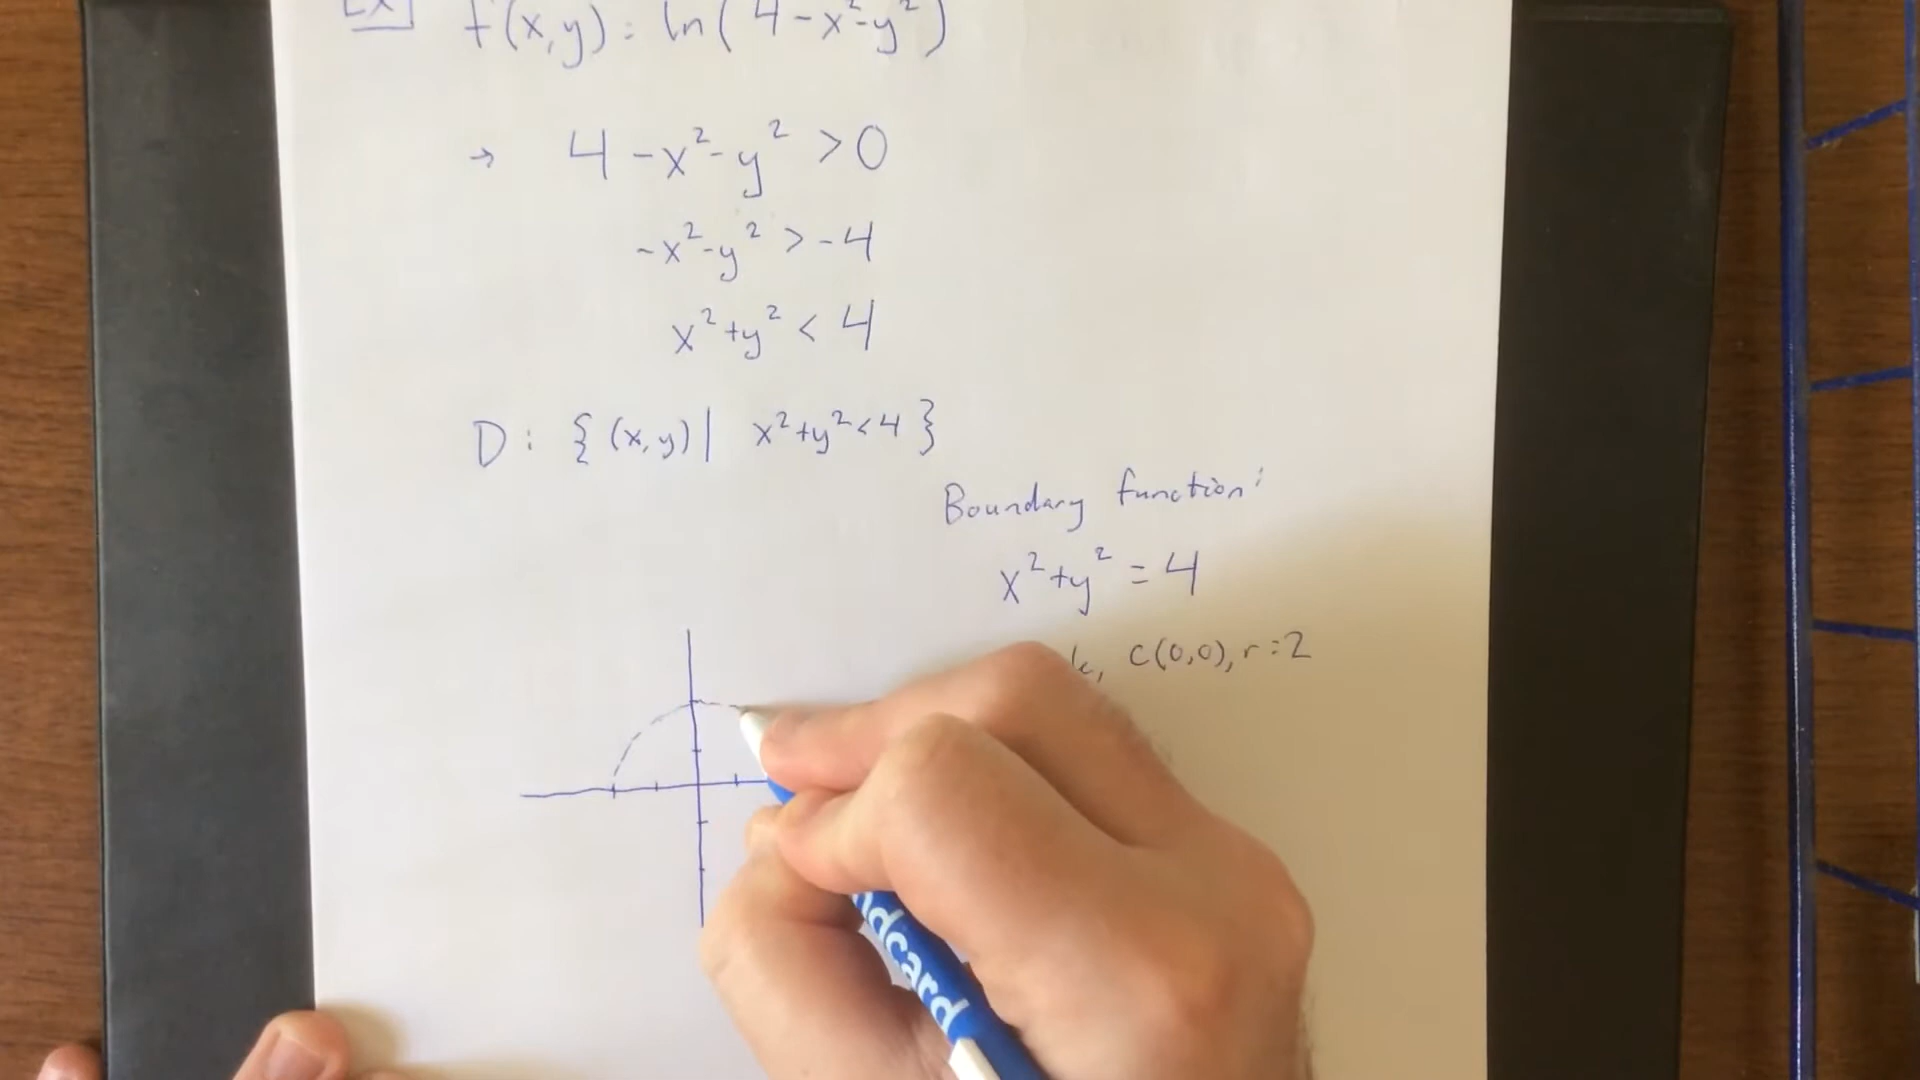 Ex f(x,y) = ln(4-x²-y²)
→ 4-x²-y² > 0
-x²-y² > -4
x²+y² < 4
D: { (x,y) | x²+y²<4 }
Boundary function:
x²+y² = 4
C(0,0), r=2